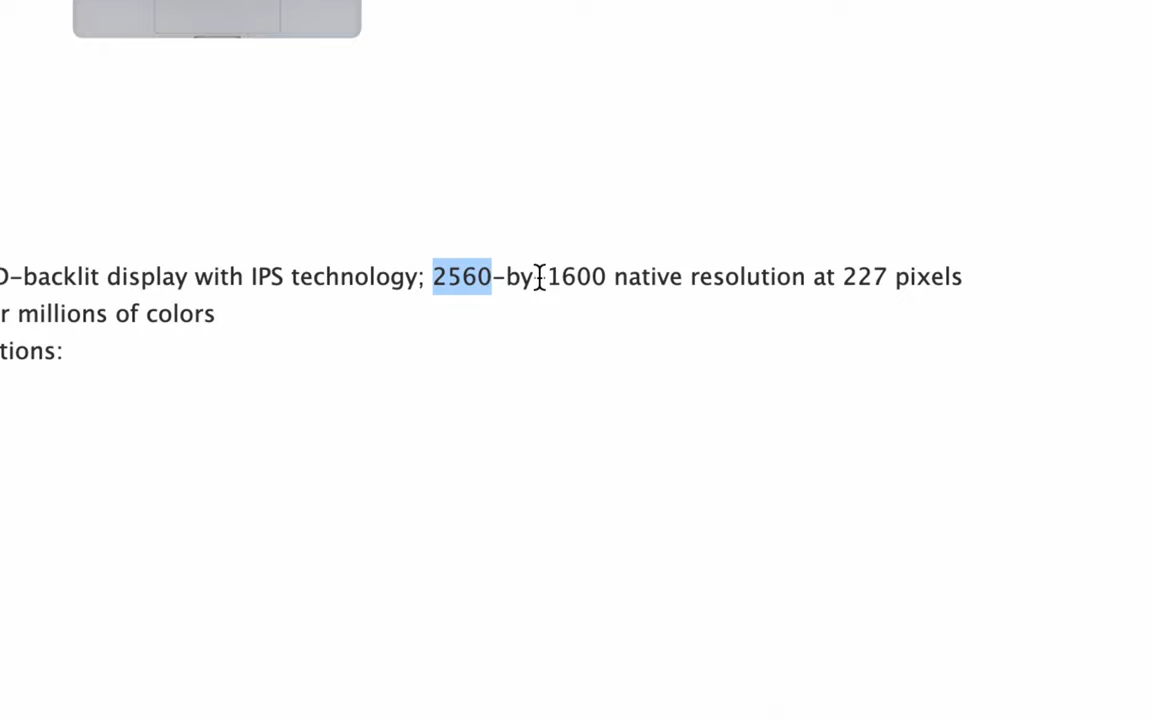 D-backlit display with IPS technology; 2560-by-1600 native resolution at 227 pixels
r millions of colors
tions: